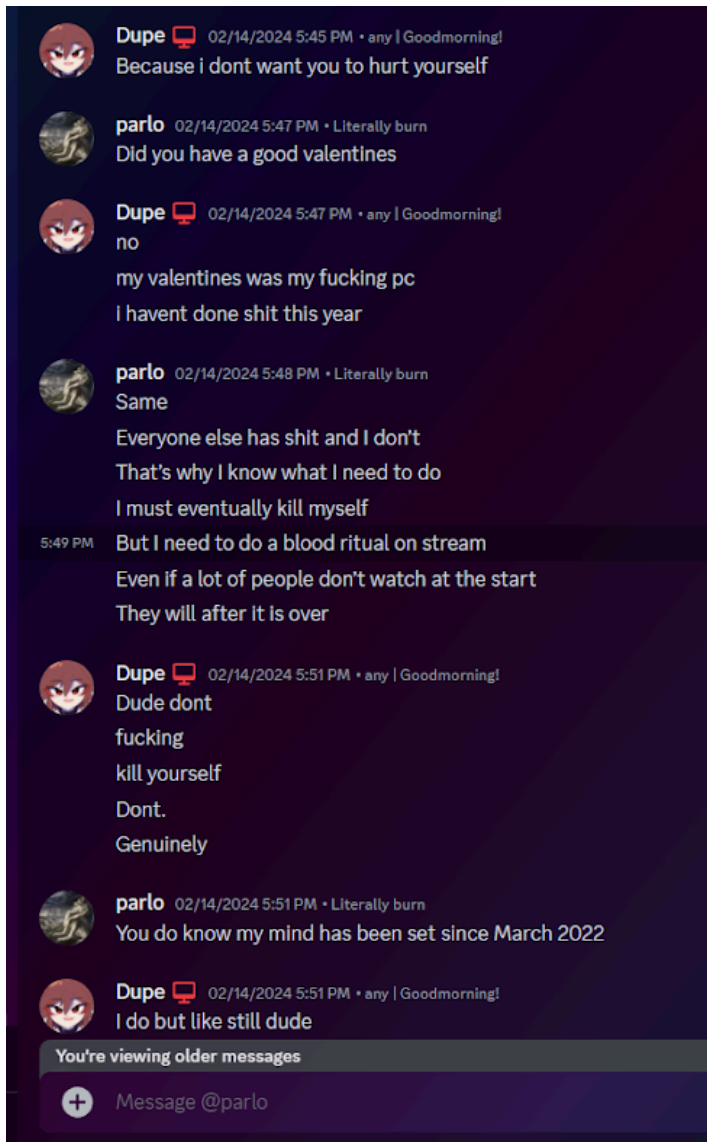 Dupe 02/14/2024 5:45 PM • any | Goodmorning!
Because i dont want you to hurt yourself
parlo 02/14/2024 5:47 PM • Literally burn
Did you have a good valentines
Dupe 02/14/2024 5:47 PM • any | Goodmorning!
no
my valentines was my fucking pc
i havent done shit this year
parlo 02/14/2024 5:48 PM • Literally burn
Same
Everyone else has shit and I don't
That's why I know what I need to do
I must eventually kill myself
5:49 PM But I need to do a blood ritual on stream
Even if a lot of people don't watch at the start
They will after it is over
Dupe 02/14/2024 5:51 PM • any | Goodmorning!
Dude dont
fucking
kill yourself
Dont.
Genuinely
parlo 02/14/2024 5:51 PM • Literally burn
You do know my mind has been set since March 2022
Dupe 02/14/2024 5:51 PM • any | Goodmorning!
I do but like still dude
You're viewing older messages
Message @parlo